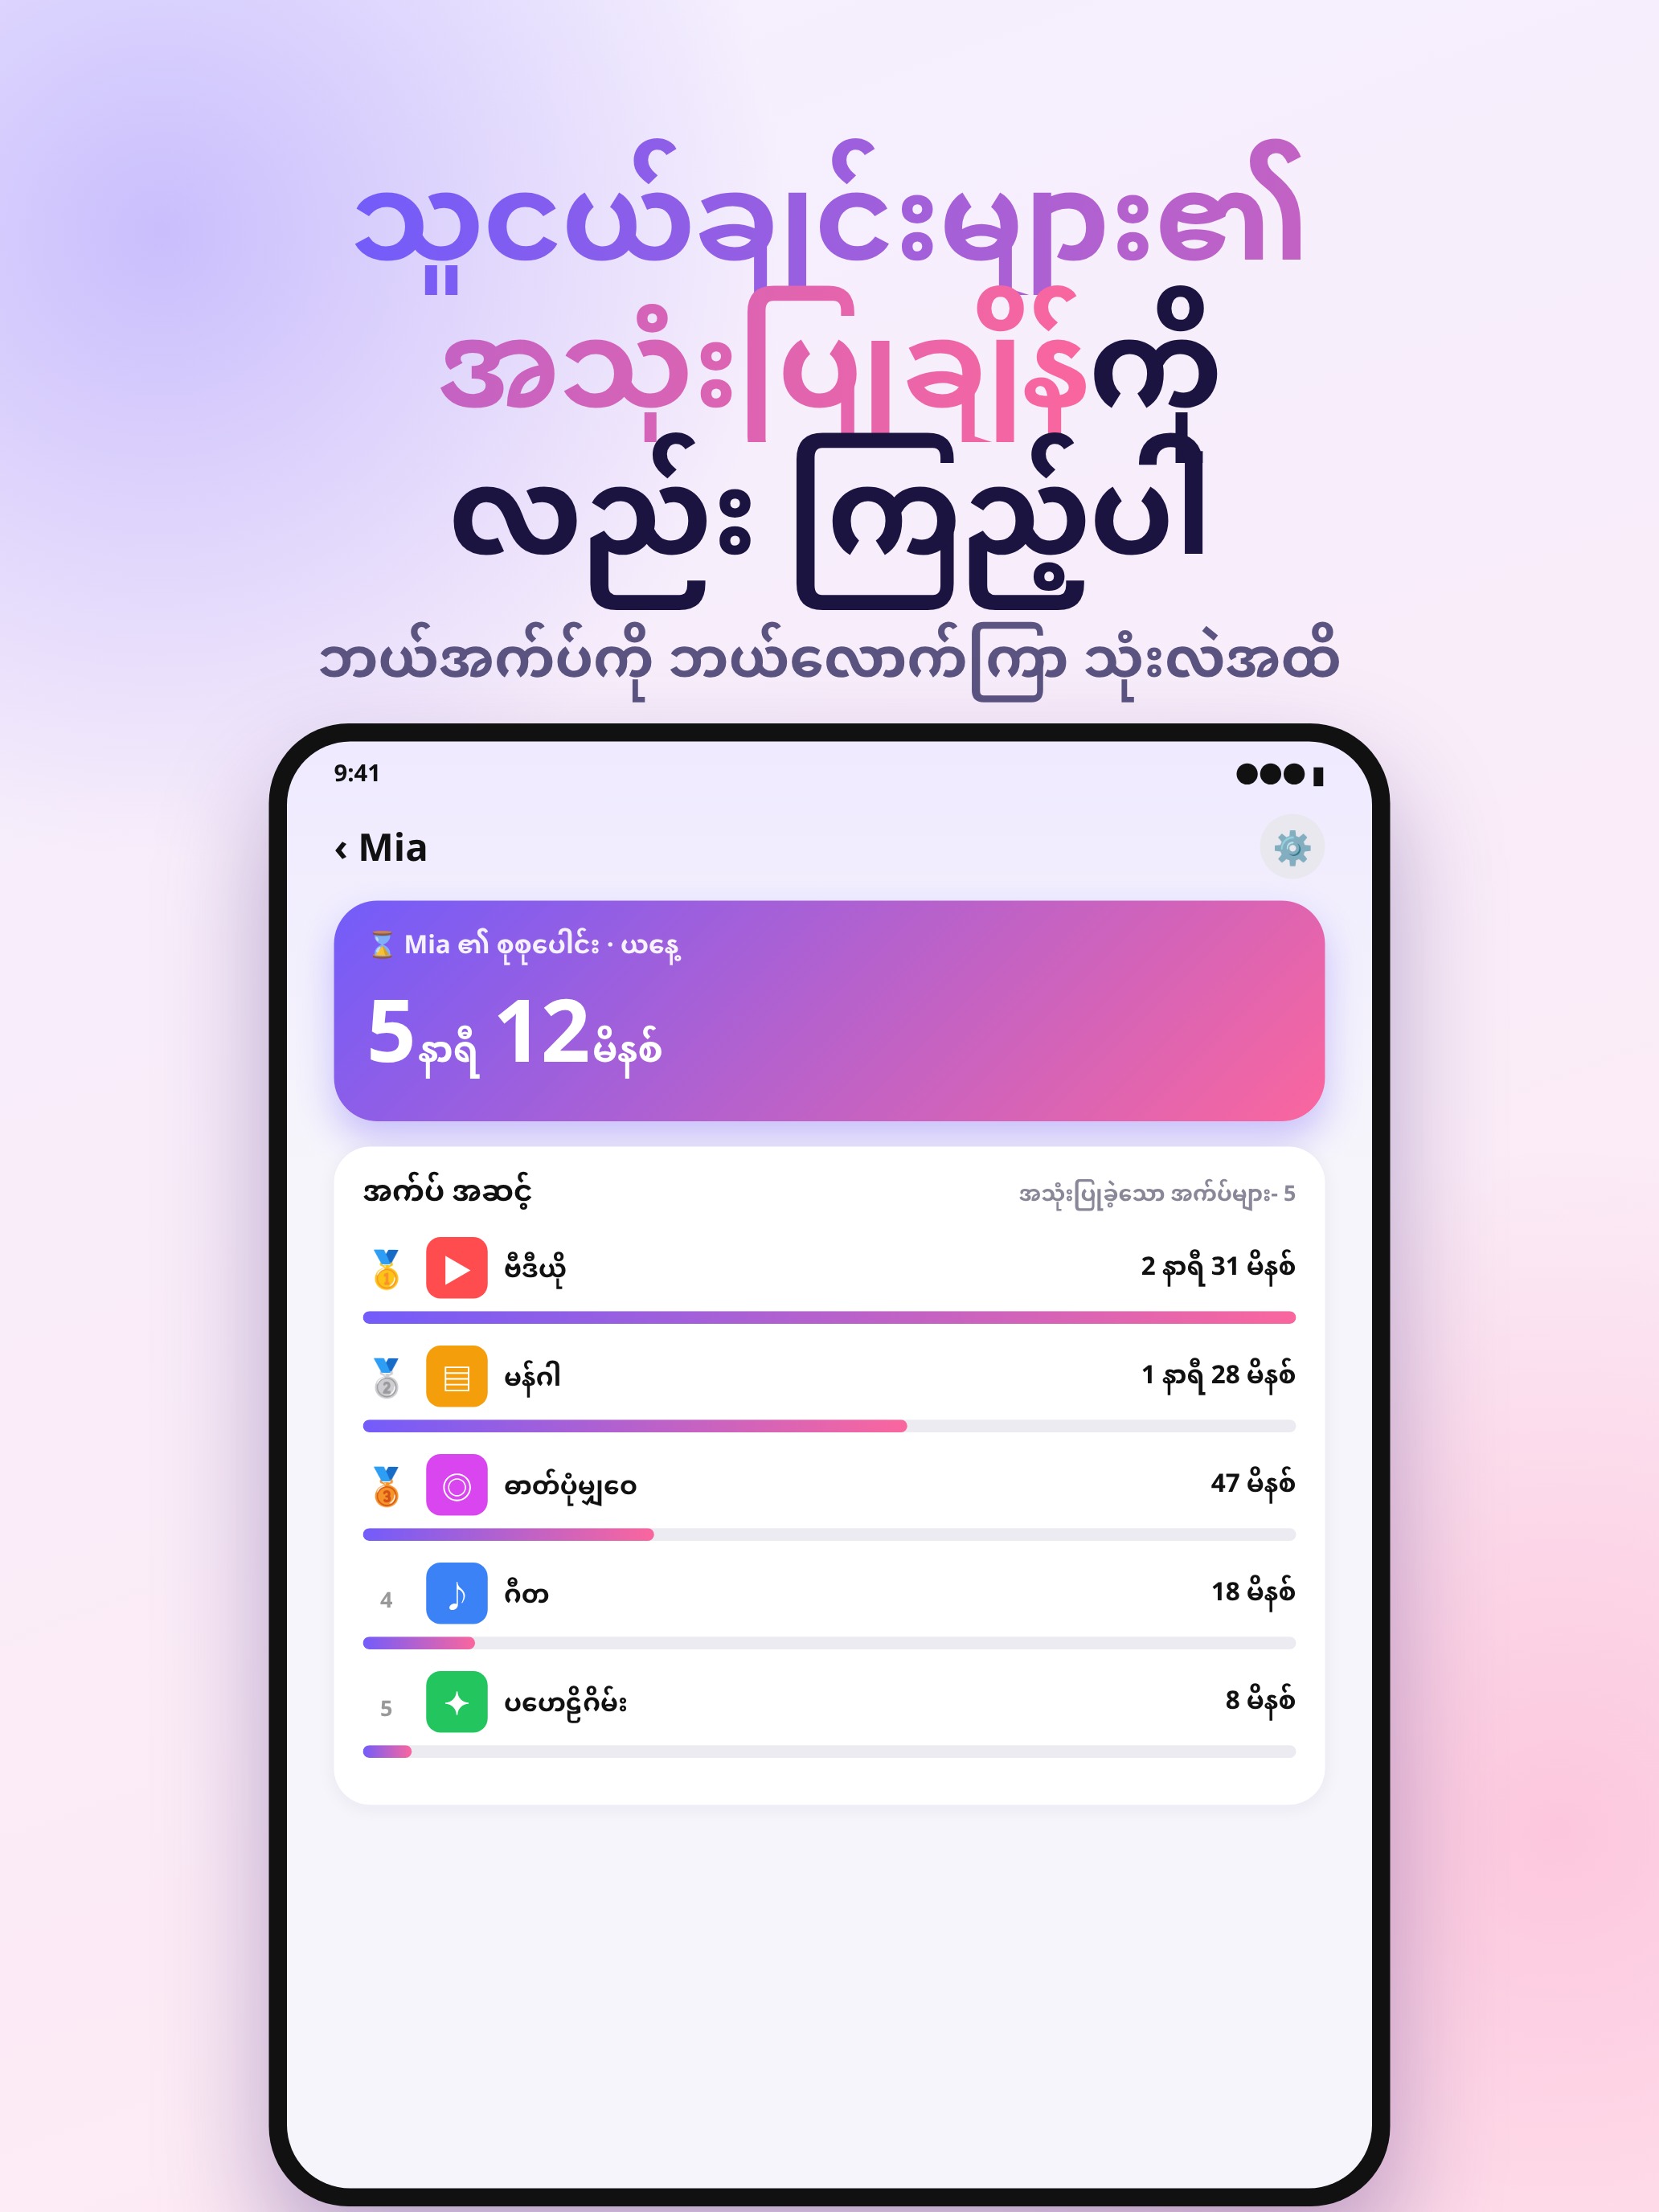 သူငယ်ချင်းများ၏
အသုံးပြုချိန်ကို
လည်း ကြည့်ပါ
ဘယ်အက်ပ်ကို ဘယ်လောက်ကြာ သုံးလဲအထိ
9:41
‹ Mia
⌛ Mia ၏ စုစုပေါင်း · ယနေ့
5နာရီ 12မိနစ်
အက်ပ် အဆင့်
အသုံးပြုခဲ့သော အက်ပ်များ- 5
ဗီဒီယို
2 နာရီ 31 မိနစ်
မန်ဂါ
1 နာရီ 28 မိနစ်
ဓာတ်ပုံမျှဝေ
47 မိနစ်
4 ဂီတ
18 မိနစ်
5 ပဟေဠိဂိမ်း
8 မိနစ်